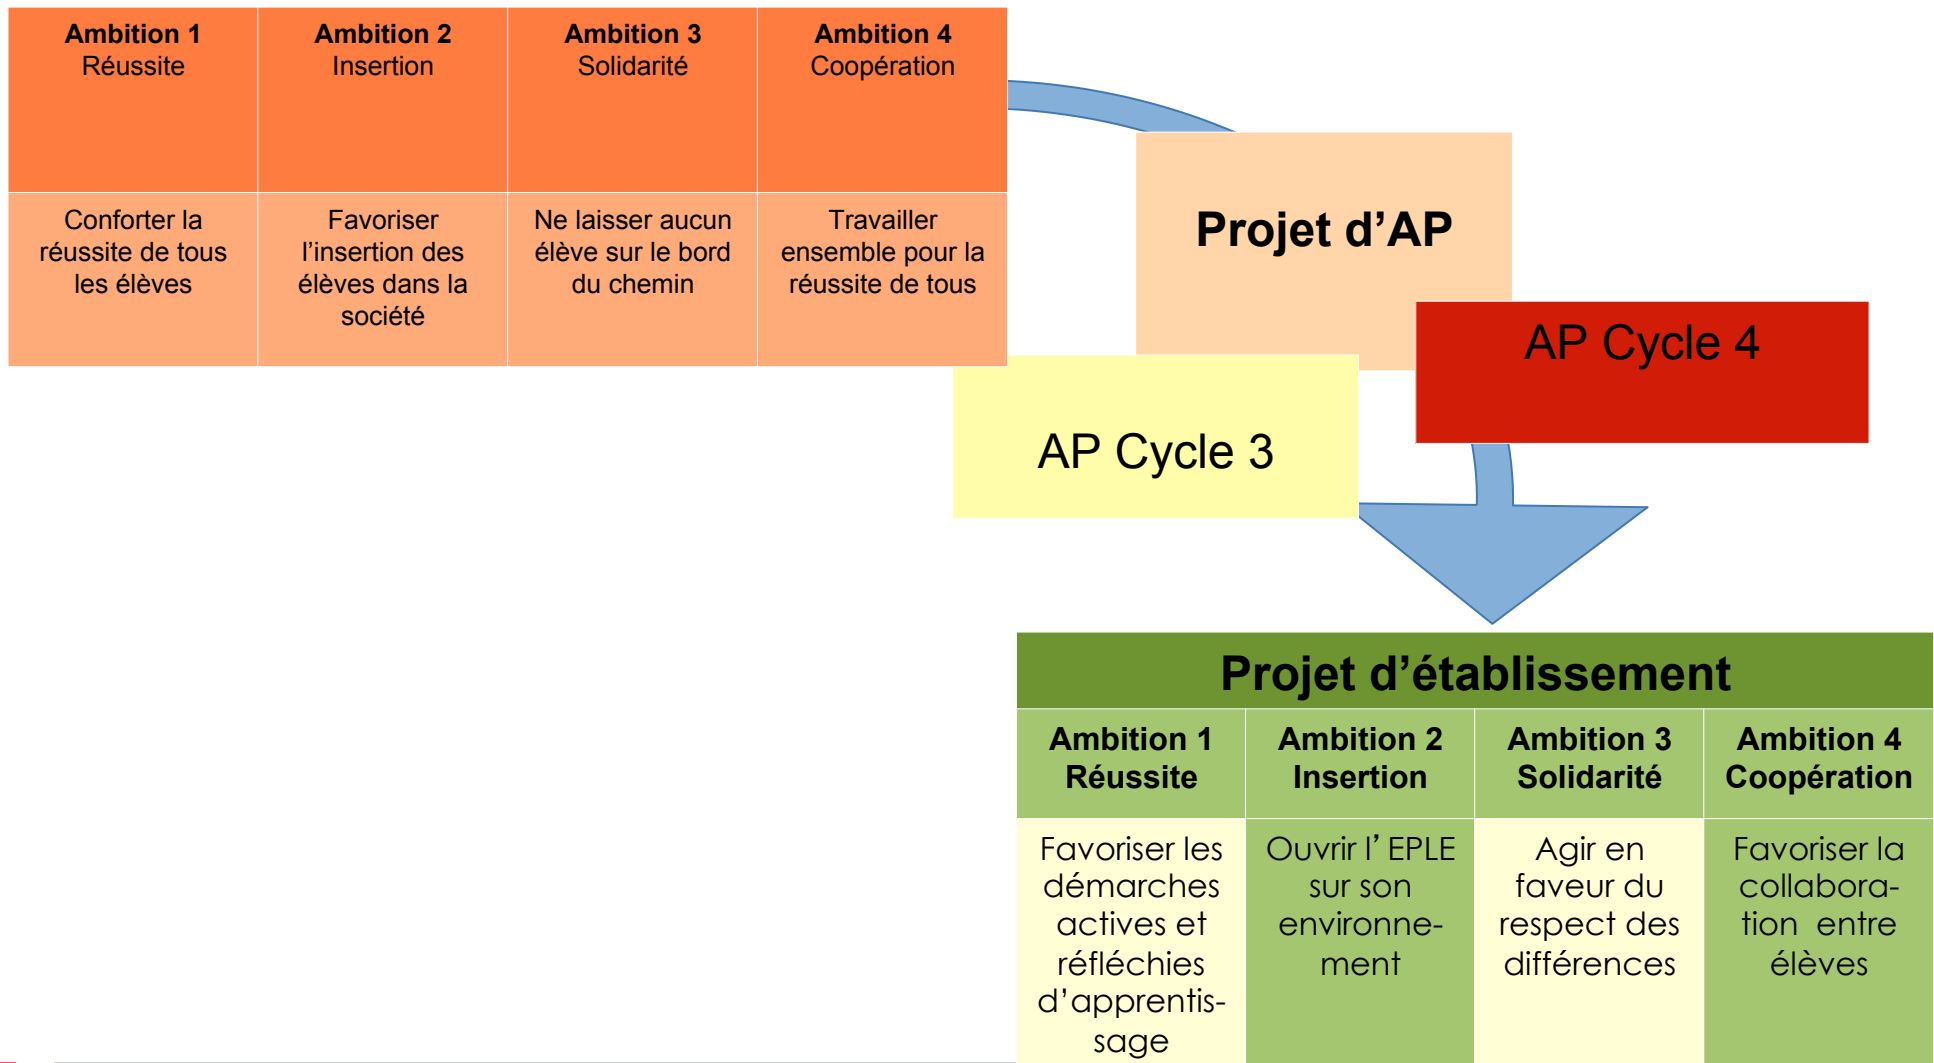 Ambition 1
Réussite
Ambition 2
Insertion
Ambition 3
Solidarité
Ambition 4
Coopération
Conforter la
réussite de tous
les élèves
Favoriser
l’insertion des
élèves dans la
société
Ne laisser aucun
élève sur le bord
du chemin
Travailler
ensemble pour la
réussite de tous
Projet d’AP
AP Cycle 4
AP Cycle 3
Projet d’établissement
Ambition 1
Réussite
Ambition 2
Insertion
Ambition 3
Solidarité
Ambition 4
Coopération
Favoriser les
démarches
actives et
réfléchies
d’apprentis-
sage
Ouvrir l’EPLE
sur son
environne-
ment
Agir en
faveur du
respect des
différences
Favoriser la
collabora-
tion entre
élèves